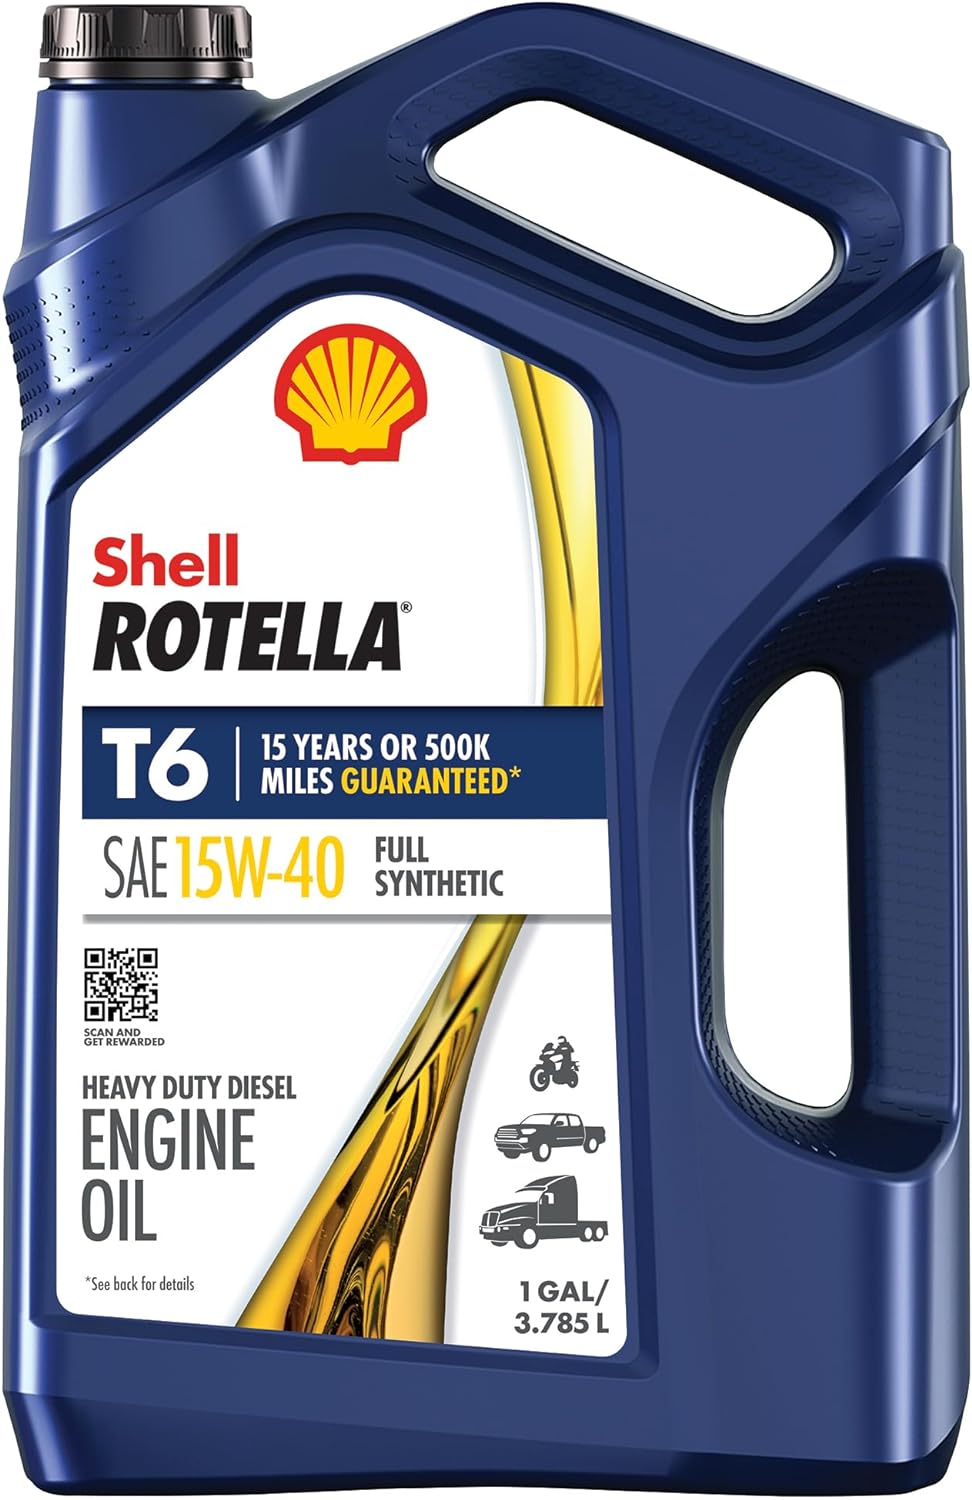 Shell
ROTELLA®
T6
15 YEARS OR 500K
MILES GUARANTEED*
SAE 15W-40
FULL
SYNTHETIC
SCAN AND
GET REWARDED
HEAVY DUTY DIESEL
ENGINE
OIL
*See back for details
1 GAL/
3.785 L